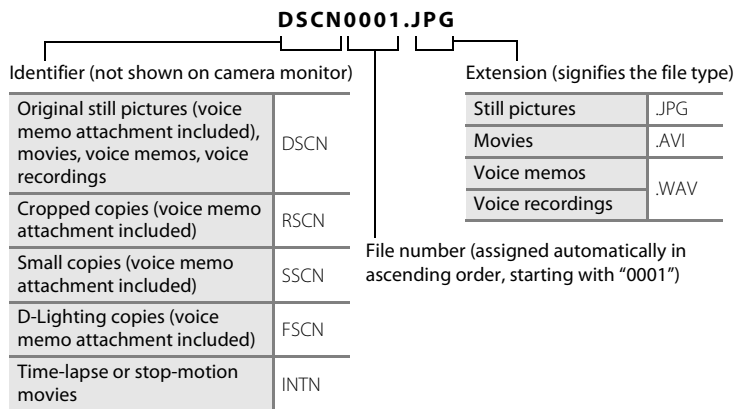 DSCN0001.JPG
Identifier (not shown on camera monitor)
Original still pictures (voice
memo attachment included),
movies, voice memos, voice
recordings
DSCN
Cropped copies (voice memo
attachment included)
RSCN
Small copies (voice memo
attachment included)
SSCN
D-Lighting copies (voice
memo attachment included)
FSCN
Time-lapse or stop-motion
movies
INTN
Extension (signifies the file type)
Still pictures
.JPG
Movies
.AVI
Voice memos
Voice recordings
.WAV
File number (assigned automatically in
ascending order, starting with “0001”)